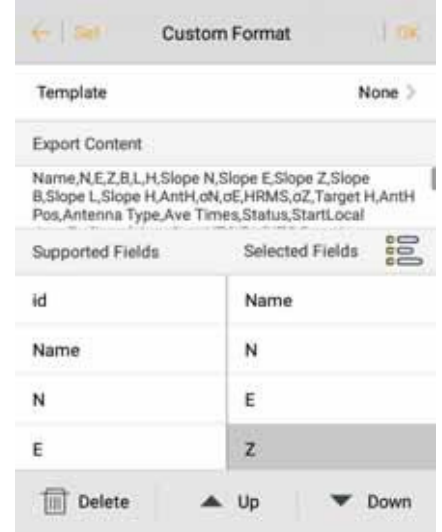 Set Custom Format OK
Template None
Export Content
Name,N,E,Z,B,L,H,Slope N,Slope E,Slope Z,Slope
B,Slope L,Slope H,AntH,σN,σE,HRMS,σZ,Target H,AntH
Pos,Antenna Type,Ave Times,Status,StartLocal
Supported Fields Selected Fields
id Name
Name N
N E
E Z
Delete Up Down